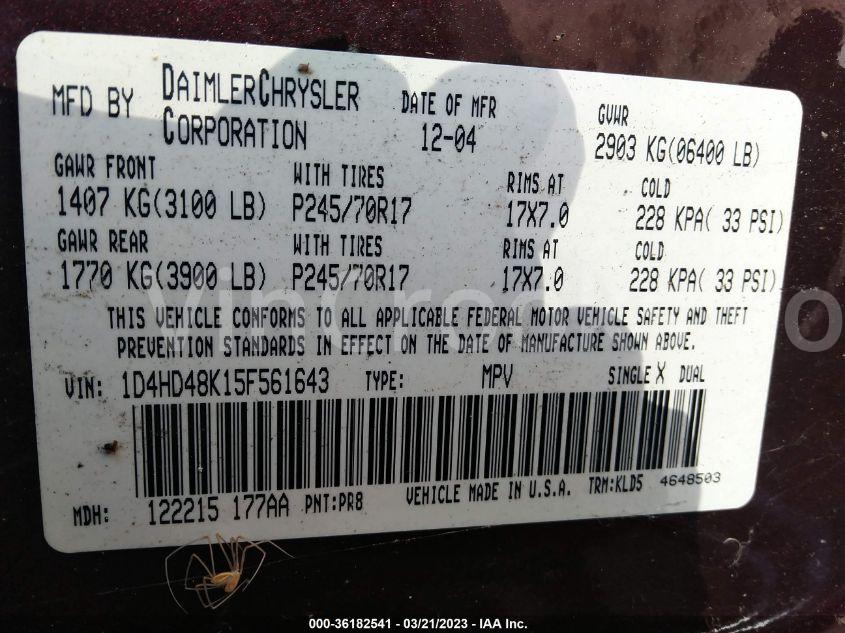 MFD BY DAIMLERCHRYSLER CORPORATION DATE OF MFR 12-04 GVWR 2903 KG(06400 LB)
GAWR FRONT WITH TIRES RIMS AT COLD
1407 KG(3100 LB) P245/70R17 17X7.0 228 KPA( 33 PSI)
GAWR REAR WITH TIRES RIMS AT COLD
1770 KG(3900 LB) P245/70R17 17X7.0 228 KPA( 33 PSI)
THIS VEHICLE CONFORMS TO ALL APPLICABLE FEDERAL MOTOR VEHICLE SAFETY AND THEFT
PREVENTION STANDARDS IN EFFECT ON THE DATE OF MANUFACTURE SHOWN ABOVE.
VIN: 1D4HD48K15F561643 TYPE: MPV SINGLE X DUAL
MDH: 122215 177AA PNT:PR8 VEHICLE MADE IN U.S.A. TRM:KLD5 4648503
000-36182541 - 03/21/2023 - IAA Inc.